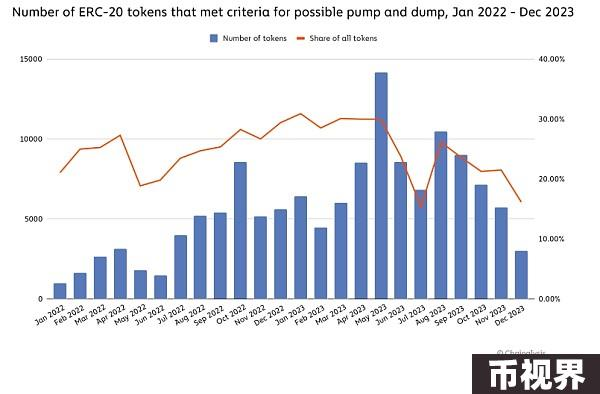 Number of ERC-20 tokens that met criteria for possible pump and dump, Jan 2022 - Dec 2023
Number of tokens
Share of all tokens
15000
10000
5000
0
40.00%
30.00%
20.00%
10.00%
0.00%
Jan 2022
Feb 2022
Mar 2022
Apr 2022
May 2022
Jun 2022
Jul 2022
Aug 2022
Sep 2022
Oct 2022
Nov 2022
Dec 2022
Jan 2023
Feb 2023
Mar 2023
Apr 2023
May 2023
Jun 2023
Jul 2023
Aug 2023
Sep 2023
Oct 2023
Nov 2023
Dec 2023
币视界